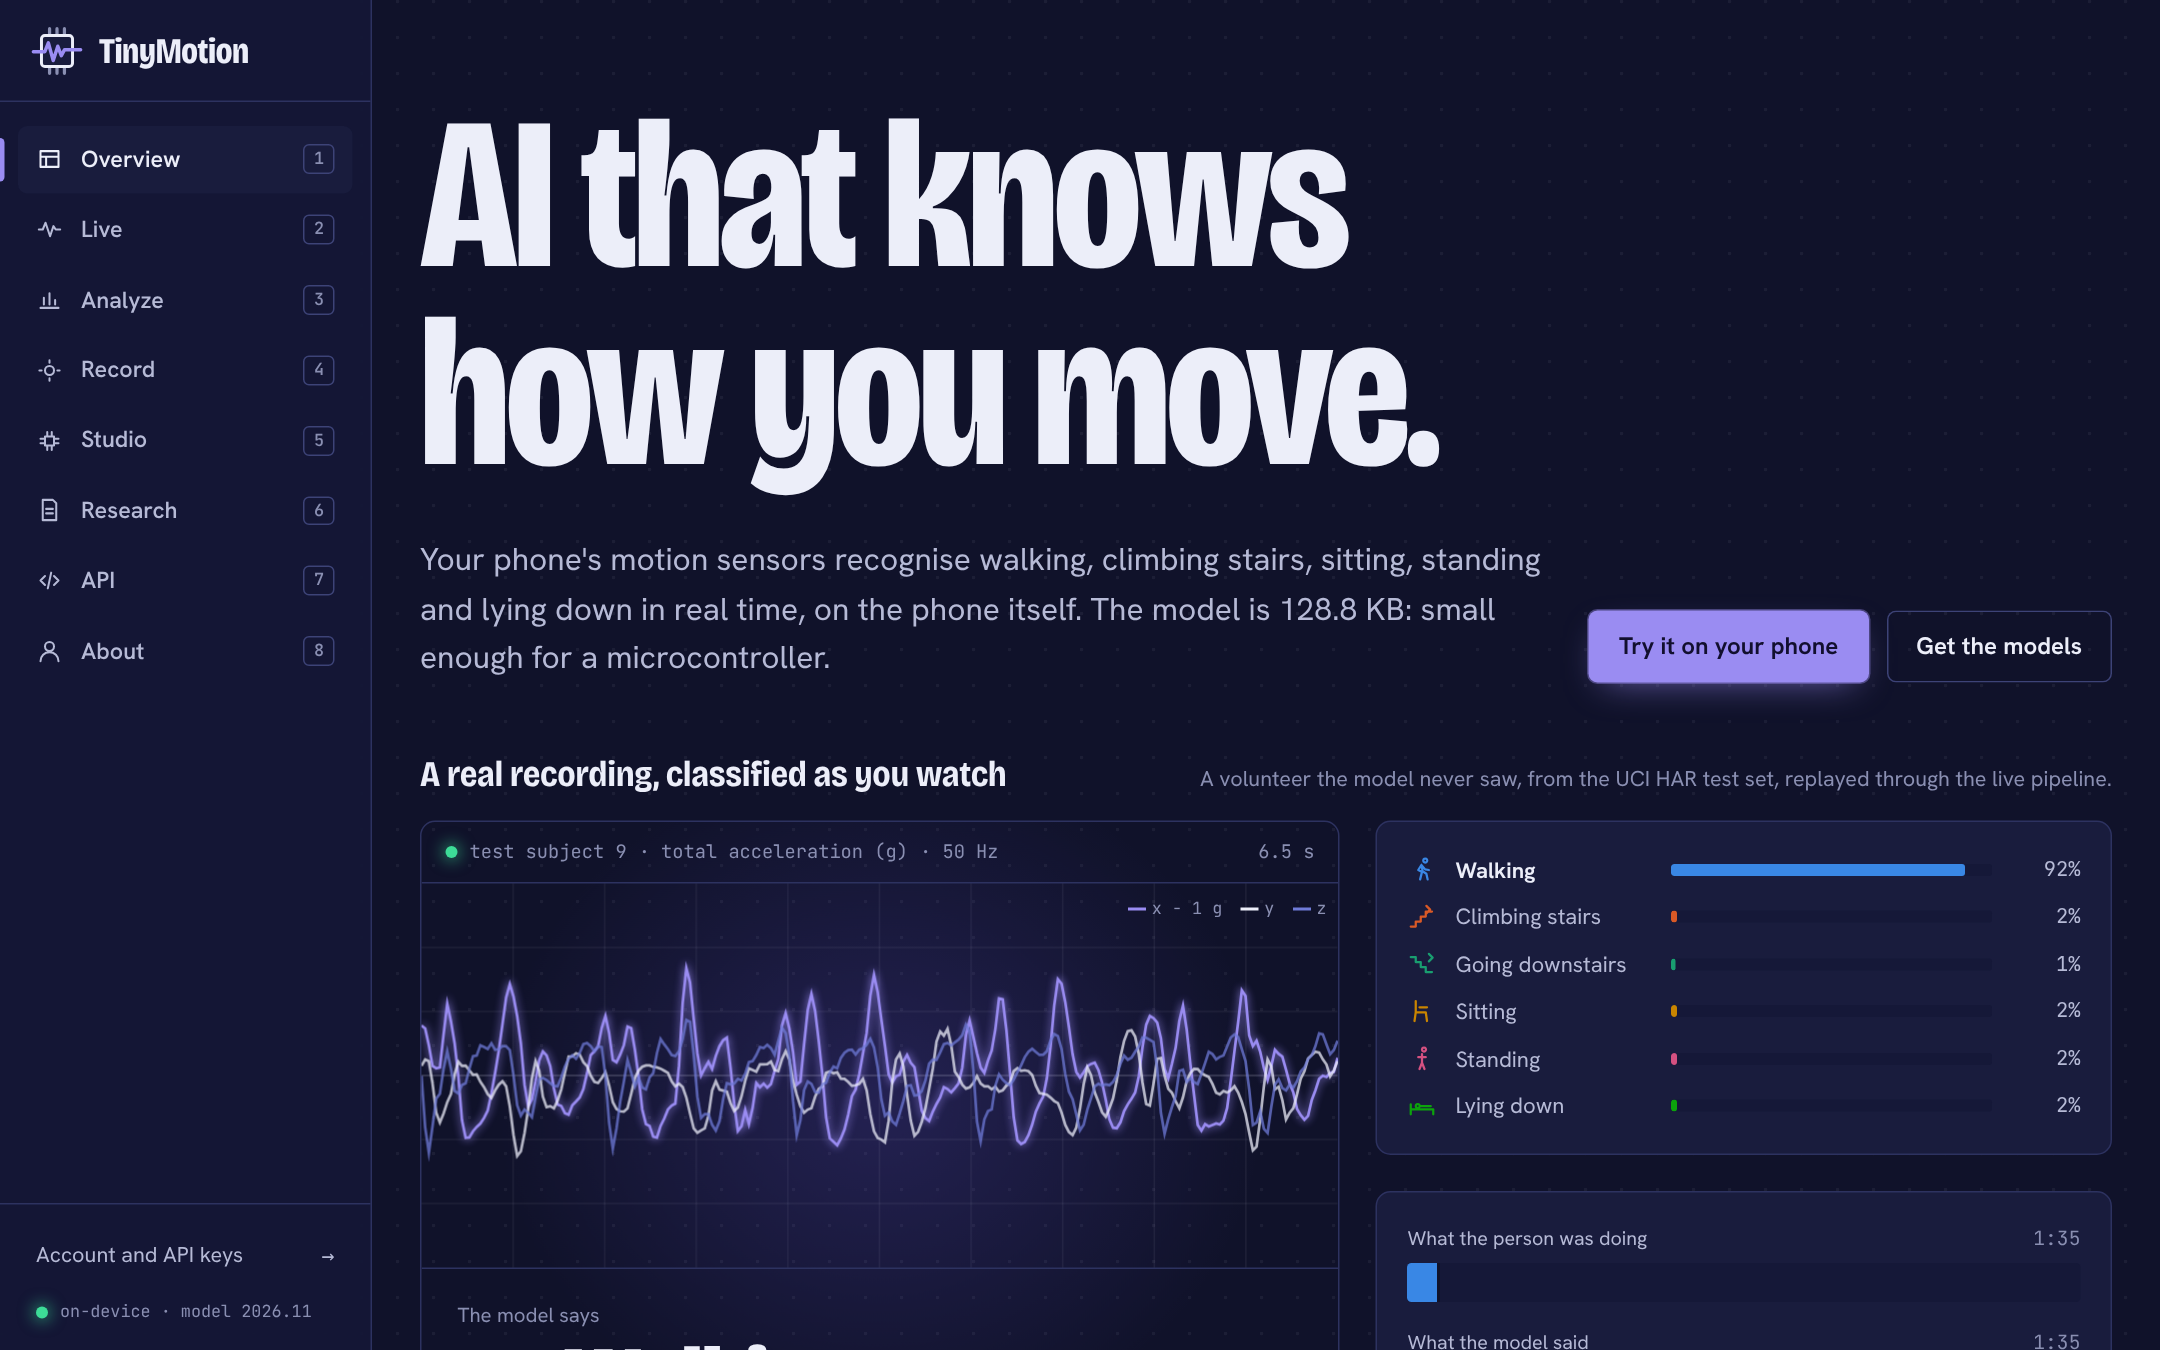 TinyMotion
Overview 1
Live 2
Analyze 3
Record 4
Studio 5
Research 6
API 7
About 8
Account and API keys →
on-device · model 2026.11
AI that knows
how you move.
Your phone's motion sensors recognise walking, climbing stairs, sitting, standing
and lying down in real time, on the phone itself. The model is 128.8 KB: small
enough for a microcontroller.
Try it on your phone
Get the models
A real recording, classified as you watch
A volunteer the model never saw, from the UCI HAR test set, replayed through the live pipeline.
test subject 9 · total acceleration (g) · 50 Hz 6.5 s
x - 1 g y z
The model says
Walking 92%
Climbing stairs 2%
Going downstairs 1%
Sitting 2%
Standing 2%
Lying down 2%
What the person was doing 1:35
What the model said 1:35